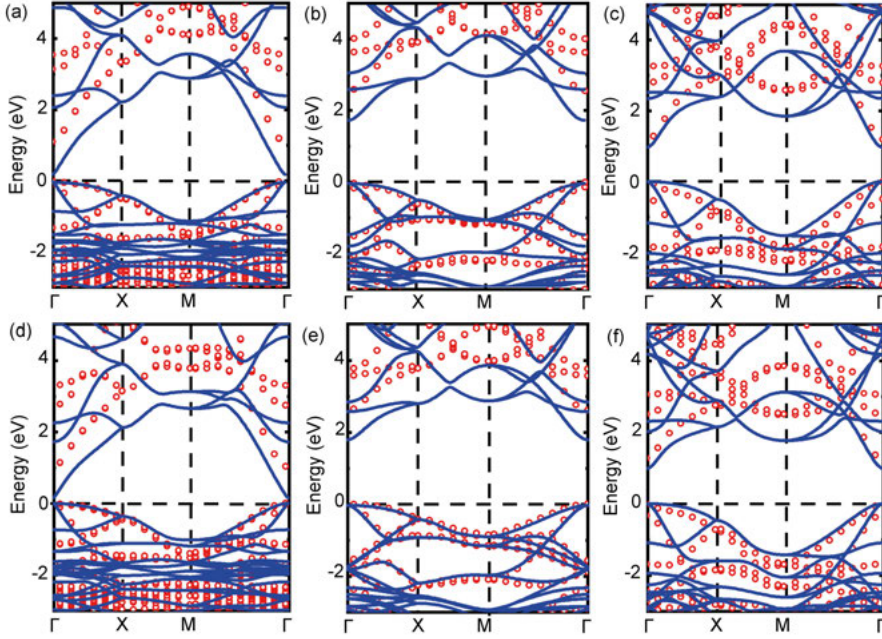 (a) (b) (c)
Energy (eV) Energy (eV) Energy (eV)
4 4 4
2 2 2
0 0 0
-2 -2 -2
Γ X M Γ Γ X M Γ Γ X M Γ
(d) (e) (f)
Energy (eV) Energy (eV) Energy (eV)
4 4 4
2 2 2
0 0 0
-2 -2 -2
Γ X M Γ Γ X M Γ Γ X M Γ